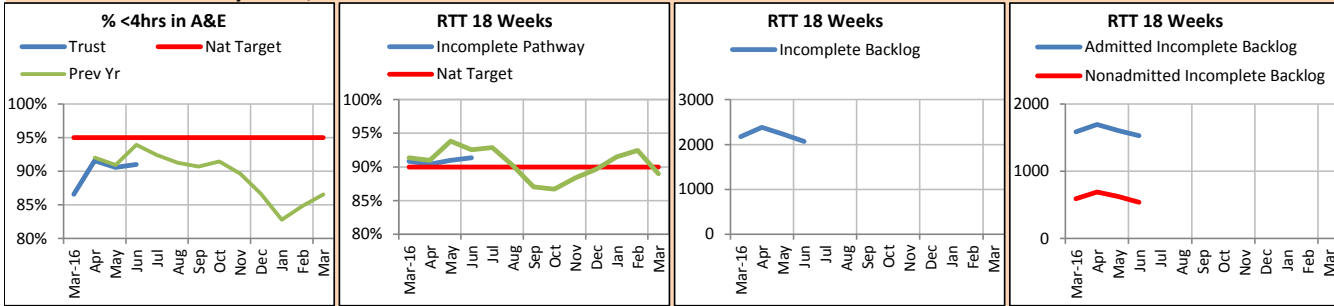 % <4hrs in A&E
Trust
Nat Target
Prev Yr
100%
95%
90%
85%
80%
Mar-16
Apr
May
Jun
Jul
Aug
Sep
Oct
Nov
Dec
Jan
Feb
Mar
RTT 18 Weeks
Incomplete Pathway
Nat Target
100%
95%
90%
85%
80%
Mar-16
Apr
May
Jun
Jul
Aug
Sep
Oct
Nov
Dec
Jan
Feb
Mar
RTT 18 Weeks
Incomplete Backlog
3000
2000
1000
0
Mar-16
Apr
May
Jun
Jul
Aug
Sep
Oct
Nov
Dec
Jan
Feb
Mar
RTT 18 Weeks
Admitted Incomplete Backlog
Nonadmitted Incomplete Backlog
2000
1000
0
Mar-16
Apr
May
Jun
Jul
Aug
Sep
Oct
Nov
Dec
Jan
Feb
Mar